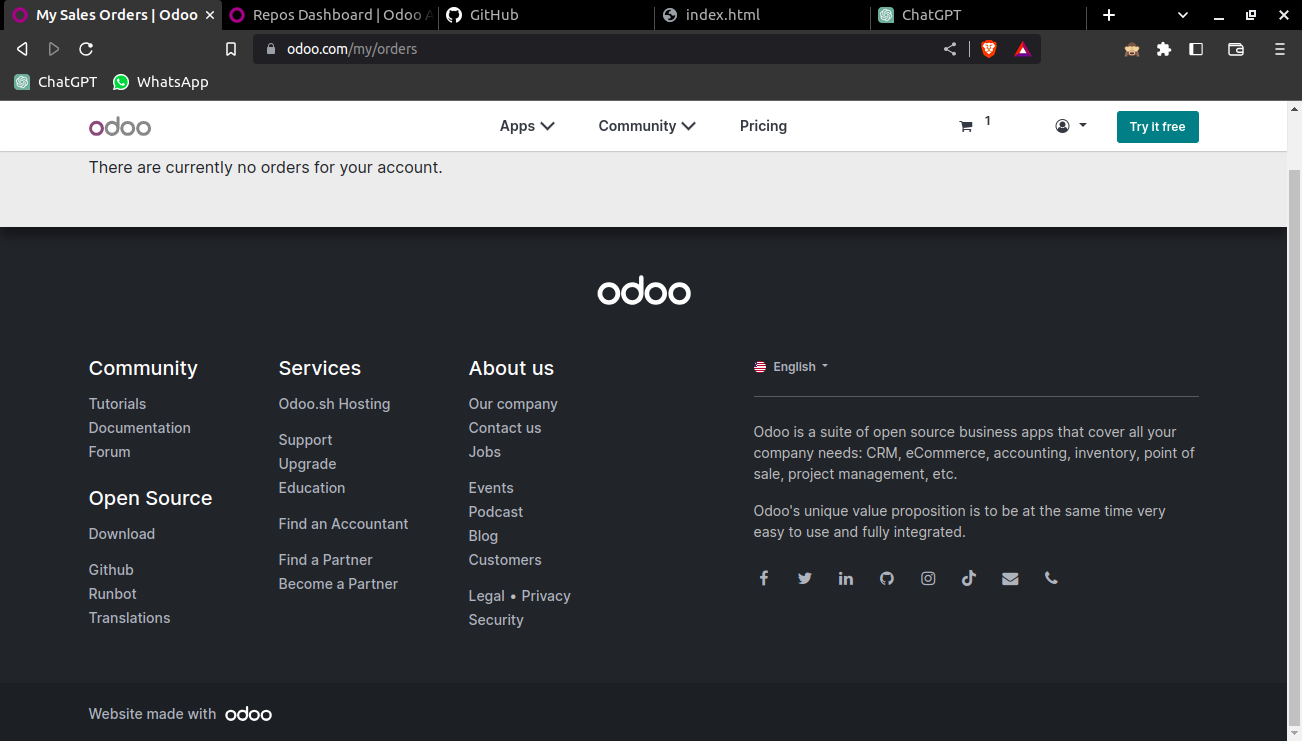 My Sales Orders | Odoo
Repos Dashboard | Odoo
GitHub
index.html
ChatGPT
odoo.com/my/orders
ChatGPT
WhatsApp
odoo
Apps
Community
Pricing
1
Try it free
There are currently no orders for your account.
odoo
Community
Tutorials
Documentation
Forum
Open Source
Download
Github
Runbot
Translations
Services
Odoo.sh Hosting
Support
Upgrade
Education
Find an Accountant
Find a Partner
Become a Partner
About us
Our company
Contact us
Jobs
Events
Podcast
Blog
Customers
Legal • Privacy
Security
English
Odoo is a suite of open source business apps that cover all your
company needs: CRM, eCommerce, accounting, inventory, point of
sale, project management, etc.
Odoo's unique value proposition is to be at the same time very
easy to use and fully integrated.
Website made with odoo